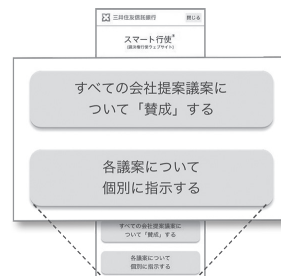 三井住友信託銀行
閉じる
スマート行使®
(議決権行使ウェブサイト)
すべての会社提案議案に
ついて「賛成」する
各議案について
個別に指示する
すべての会社提案議案に
ついて「賛成」する
各議案について
個別に指示する